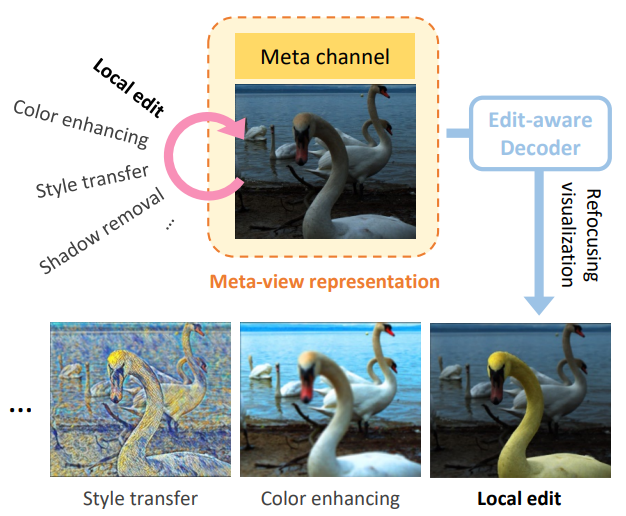 Meta channel
Local edit
Color enhancing
Style transfer
Shadow removal
...
Edit-aware
Decoder
Refocusing
visualization
Meta-view representation
...
Style transfer
Color enhancing
Local edit